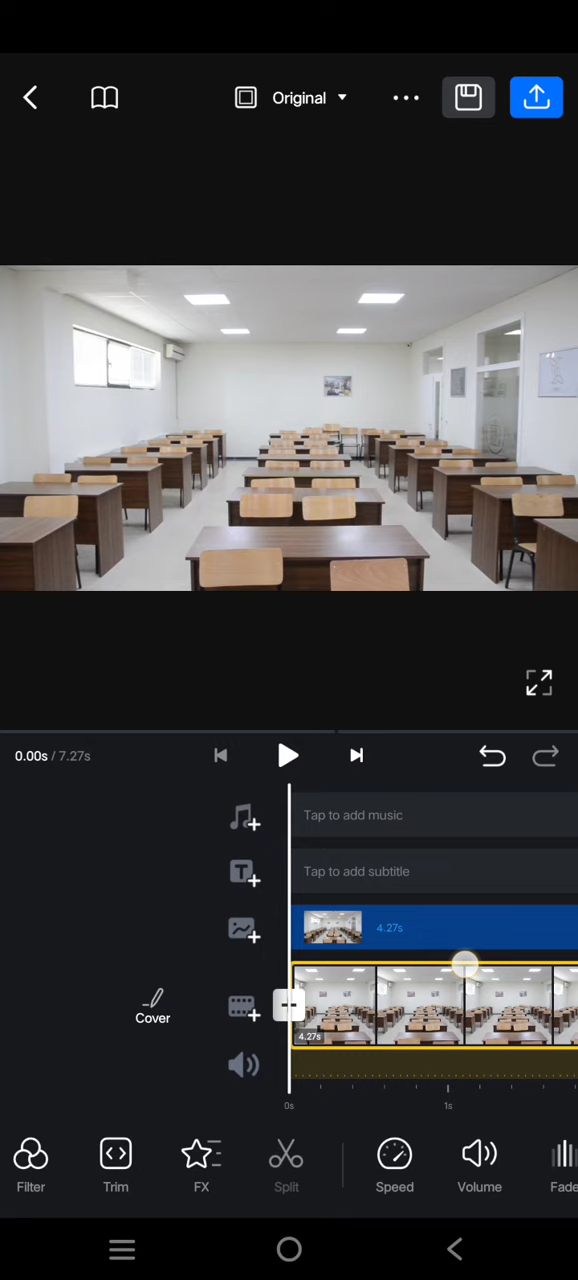 Original
0.00s / 7.27s
Tap to add music
Tap to add subtitle
4.27s
Cover
4.27s
0s
1s
Filter
Trim
FX
Split
Speed
Volume
Fade